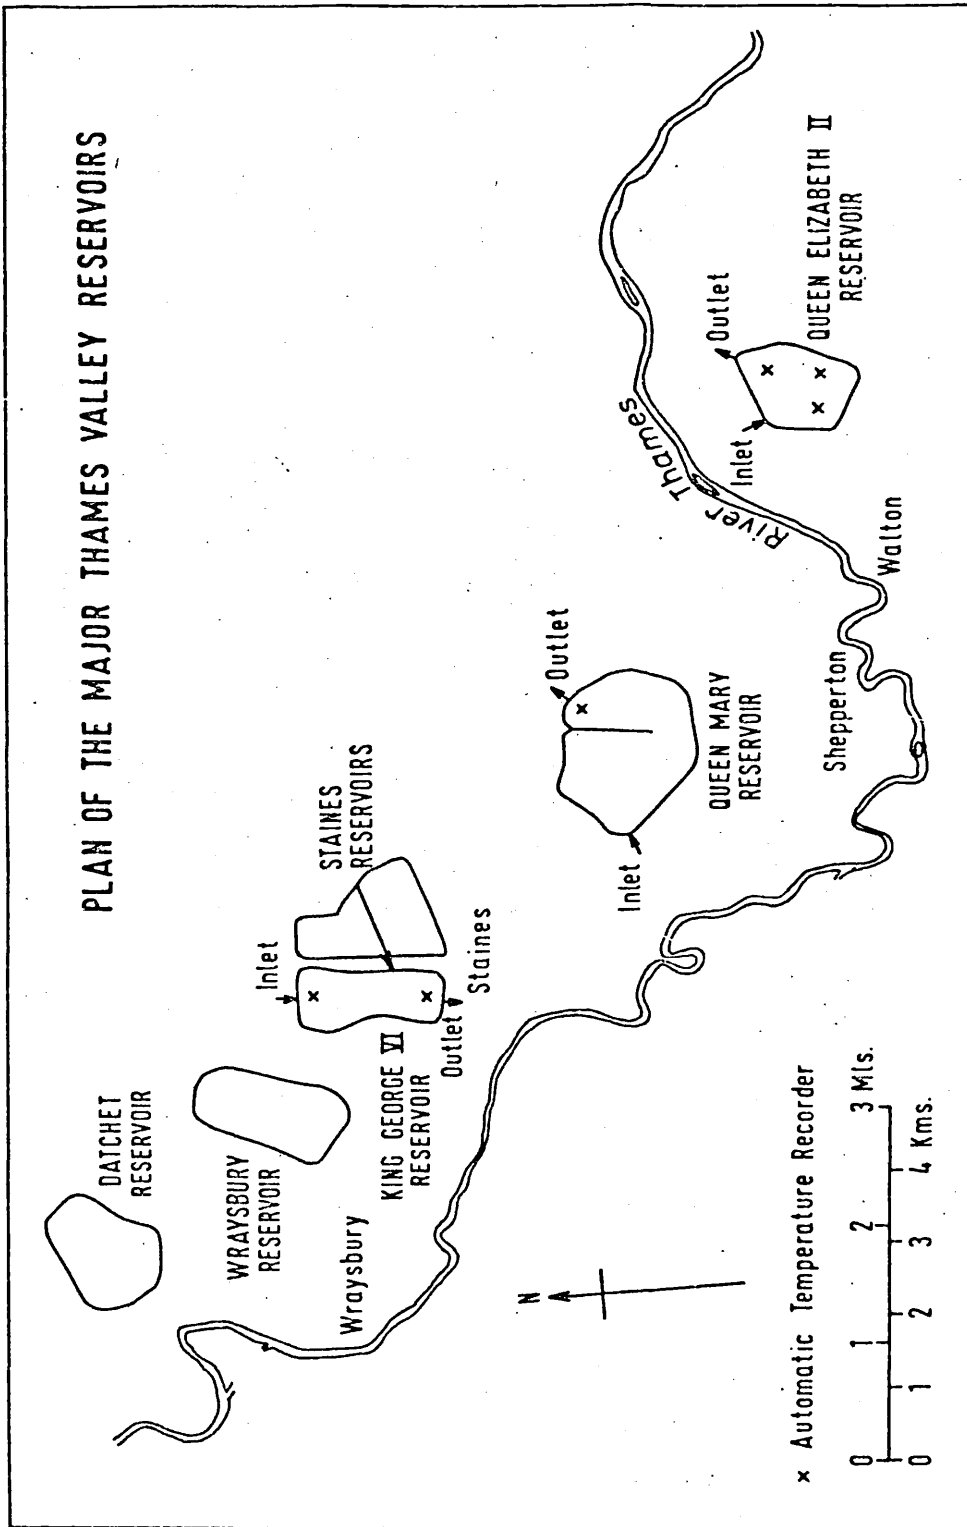 PLAN OF THE MAJOR THAMES VALLEY RESERVOIRS
DATCHET
RESERVOIR
WRAYSBURY
RESERVOIR
Inlet
STAINES
RESERVOIRS
KING GEORGE VI
RESERVOIR
Outlet
Staines
Wraysbury
Inlet
Outlet
QUEEN MARY
RESERVOIR
River Thames
Shepperton
Walton
Inlet
Outlet
QUEEN ELIZABETH II
RESERVOIR
N
x Automatic Temperature Recorder
0 1 2 3 Mls.
0 1 2 3 4 Kms.